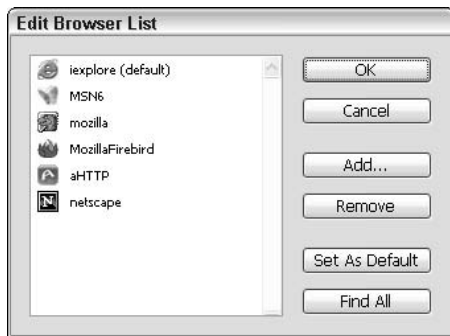 Edit Browser List
iexplore (default)
MSN6
mozilla
MozillaFirebird
aHTTP
netscape
OK
Cancel
Add...
Remove
Set As Default
Find All